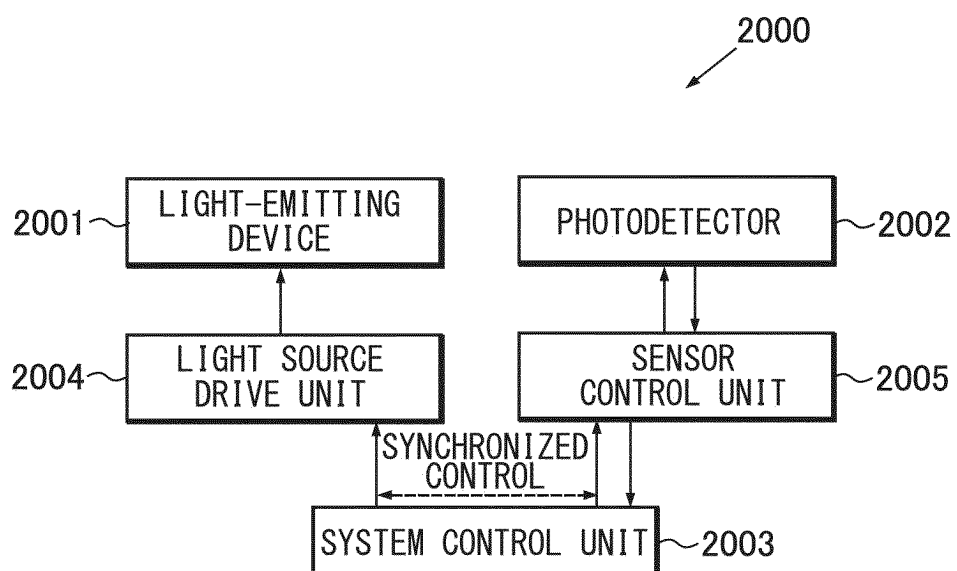 2000
LIGHT-EMITTING
DEVICE
2001
PHOTODETECTOR
2002
LIGHT SOURCE
DRIVE UNIT
2004
SENSOR
CONTROL UNIT
2005
SYNCHRONIZED
CONTROL
SYSTEM CONTROL UNIT
2003